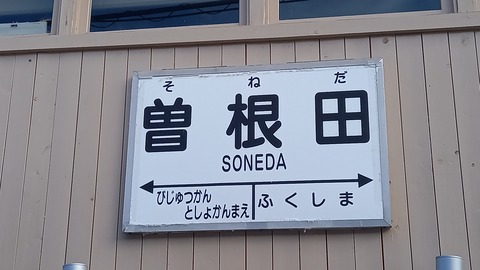 そねだ
曽根田
SONEDA
びじゅつかん
としょかんまえ
ふくしま